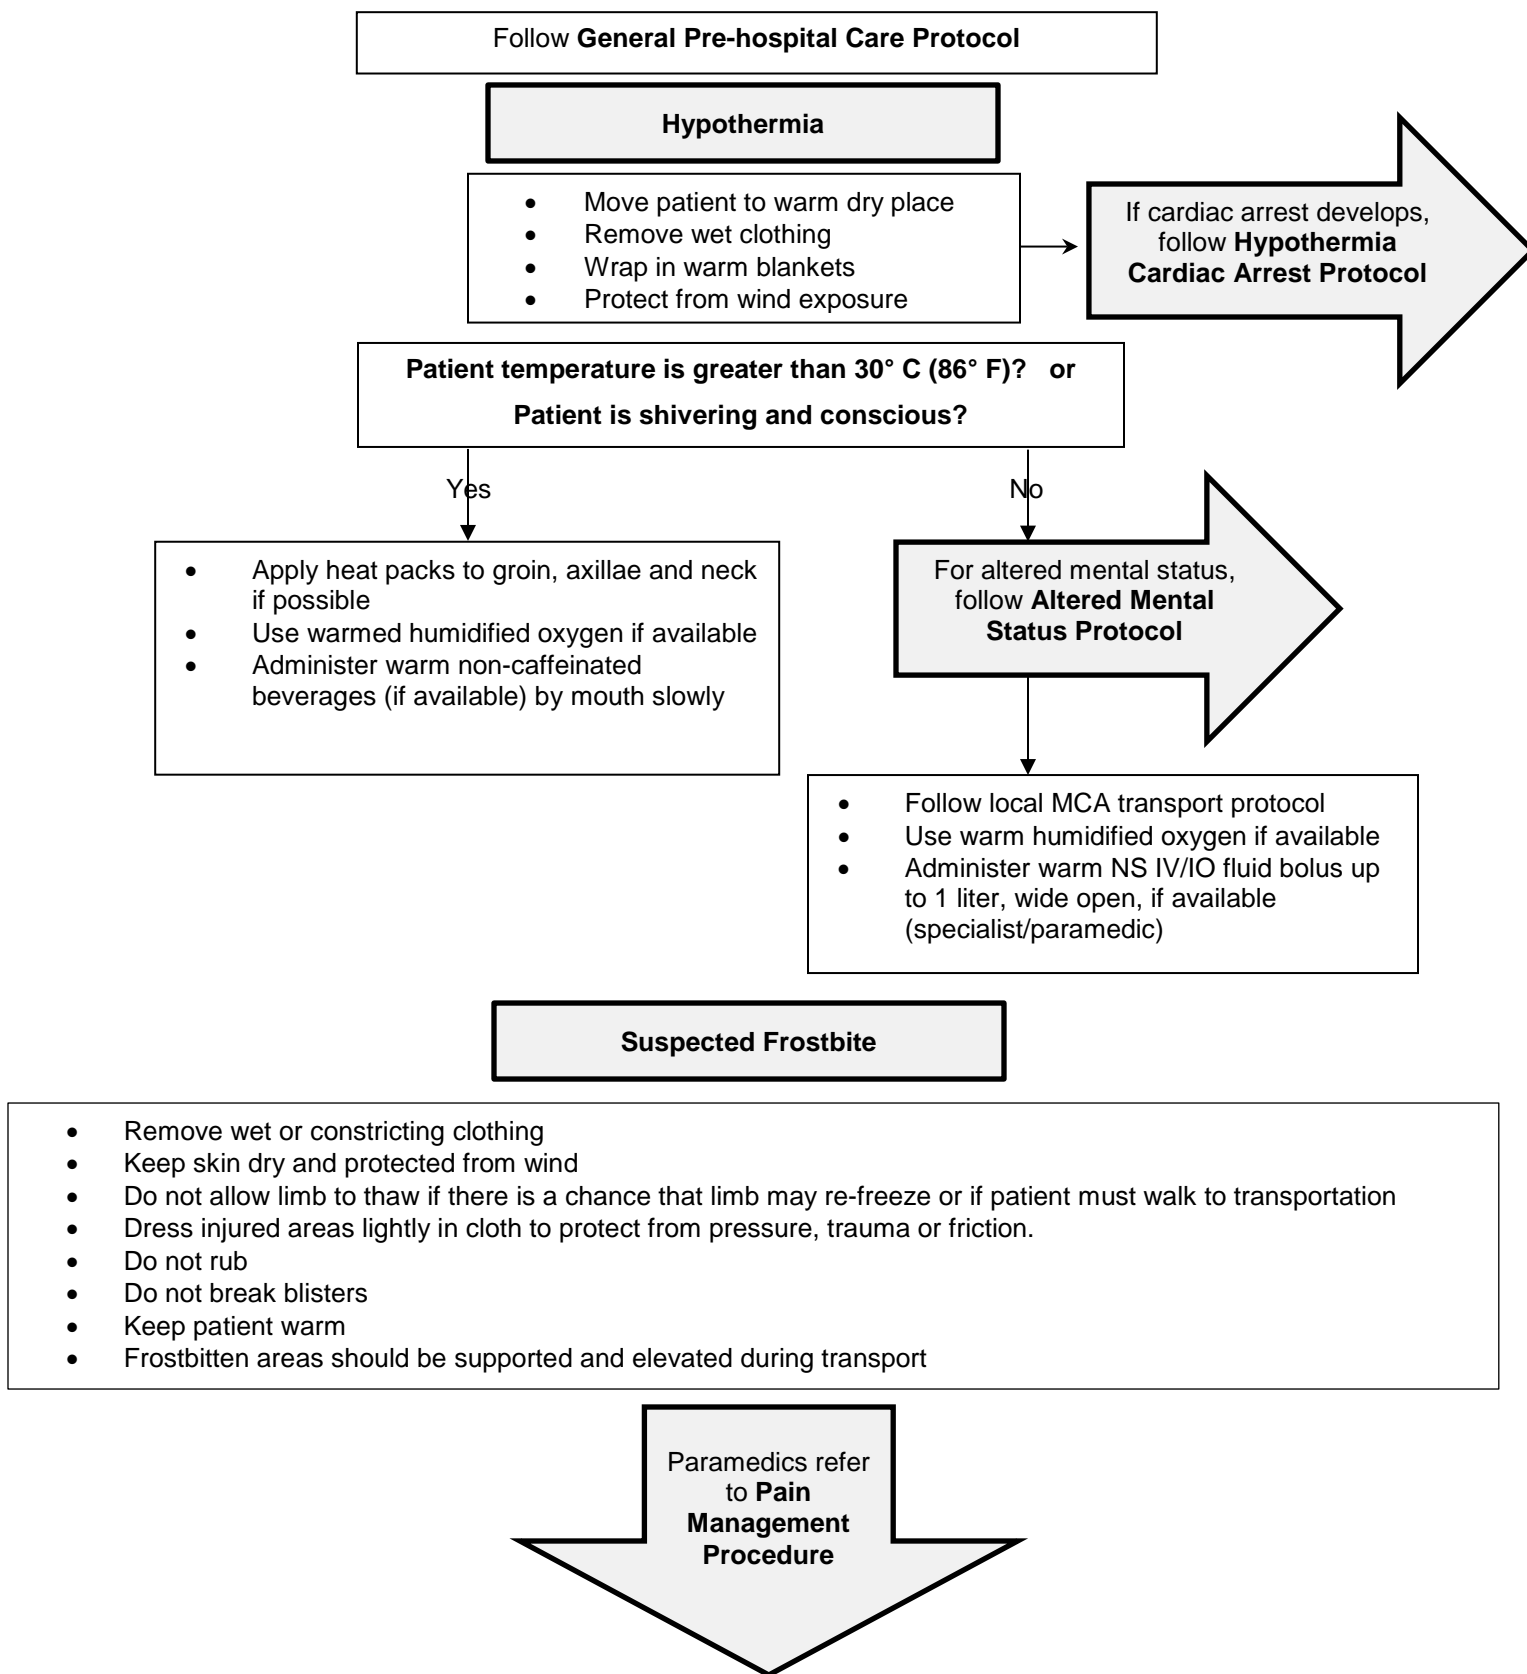 Follow General Pre-hospital Care Protocol
Hypothermia
• Move patient to warm dry place
• Remove wet clothing
• Wrap in warm blankets
• Protect from wind exposure
If cardiac arrest develops,
follow Hypothermia
Cardiac Arrest Protocol
Patient temperature is greater than 30° C (86° F)? or
Patient is shivering and conscious?
Yes
No
• Apply heat packs to groin, axillae and neck
if possible
• Use warmed humidified oxygen if available
• Administer warm non-caffeinated
beverages (if available) by mouth slowly
For altered mental status,
follow Altered Mental
Status Protocol
• Follow local MCA transport protocol
• Use warm humidified oxygen if available
• Administer warm NS IV/IO fluid bolus up
to 1 liter, wide open, if available
(specialist/paramedic)
Suspected Frostbite
• Remove wet or constricting clothing
• Keep skin dry and protected from wind
• Do not allow limb to thaw if there is a chance that limb may re-freeze or if patient must walk to transportation
• Dress injured areas lightly in cloth to protect from pressure, trauma or friction.
• Do not rub
• Do not break blisters
• Keep patient warm
• Frostbitten areas should be supported and elevated during transport
Paramedics refer
to Pain
Management
Procedure